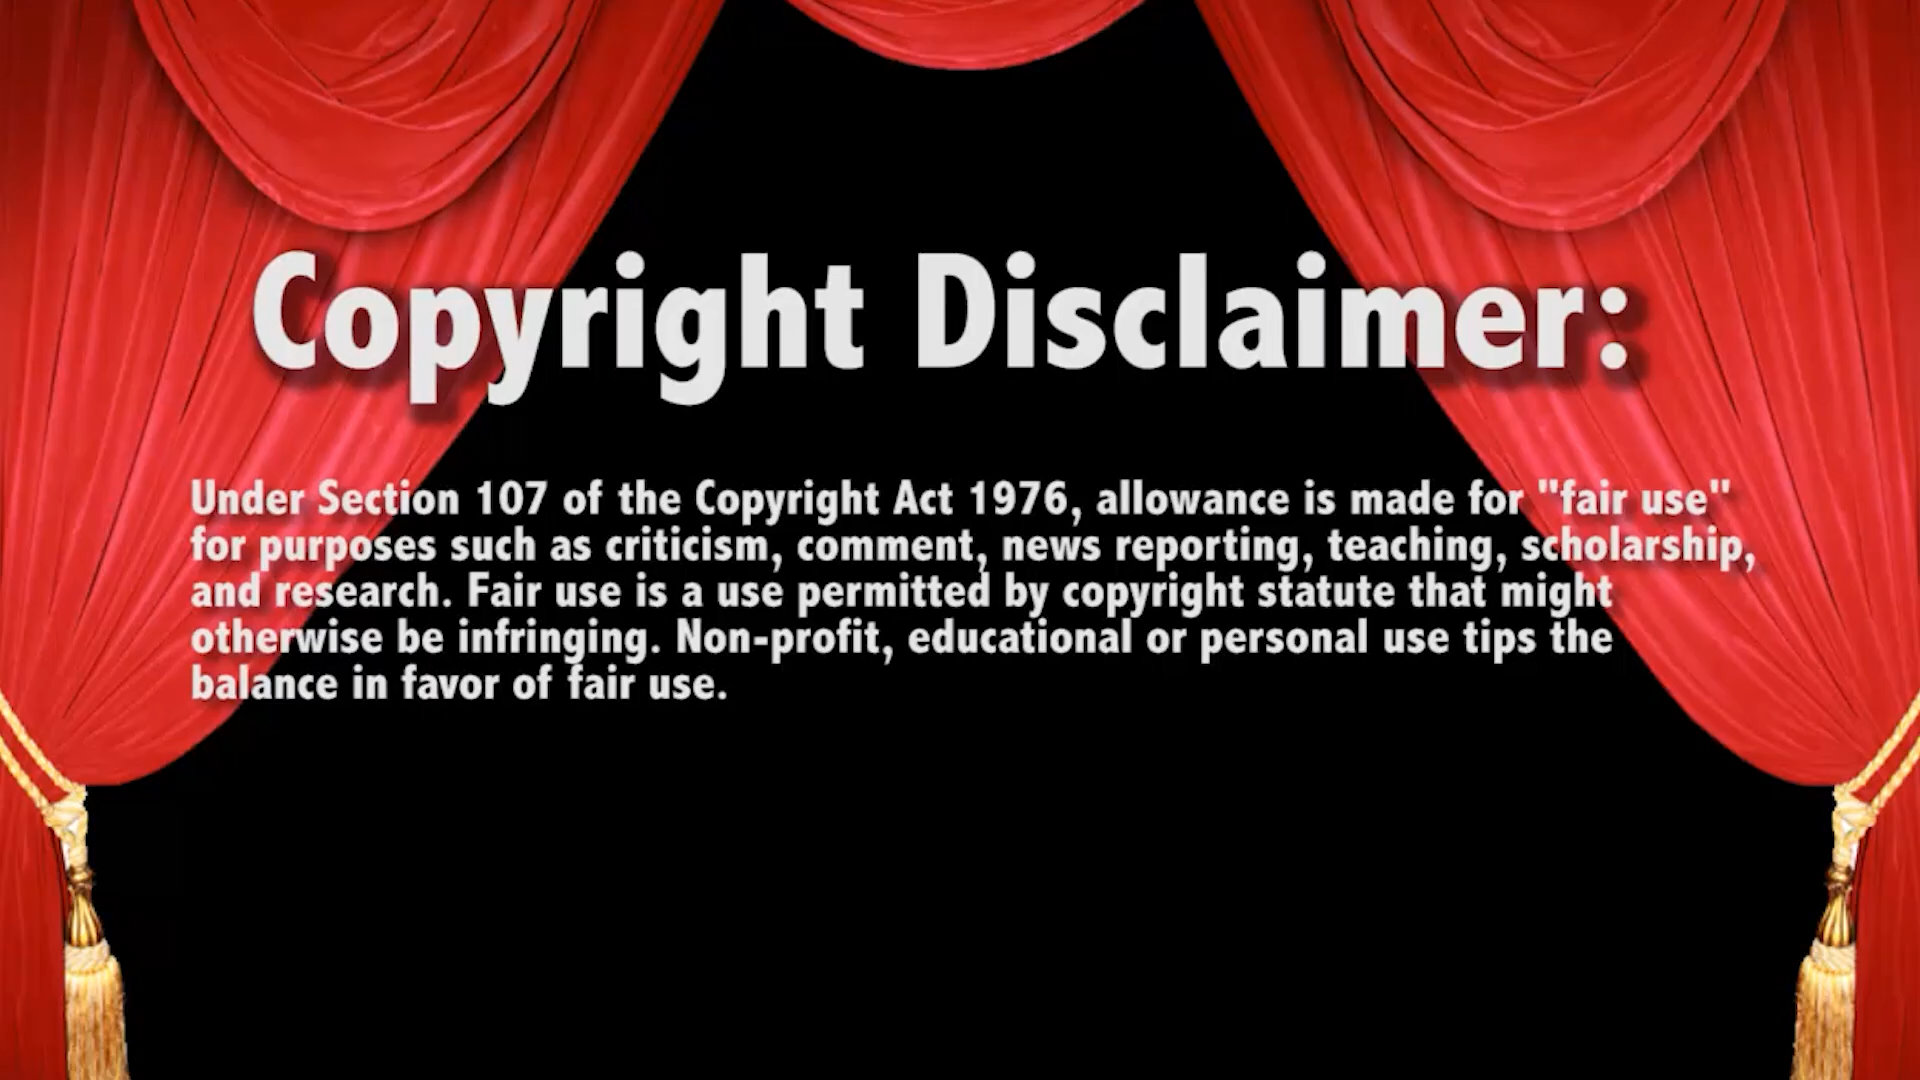 Copyright Disclaimer:
Under Section 107 of the Copyright Act 1976, allowance is made for "fair use"
for purposes such as criticism, comment, news reporting, teaching, scholarship,
and research. Fair use is a use permitted by copyright statute that might
otherwise be infringing. Non-profit, educational or personal use tips the
balance in favor of fair use.